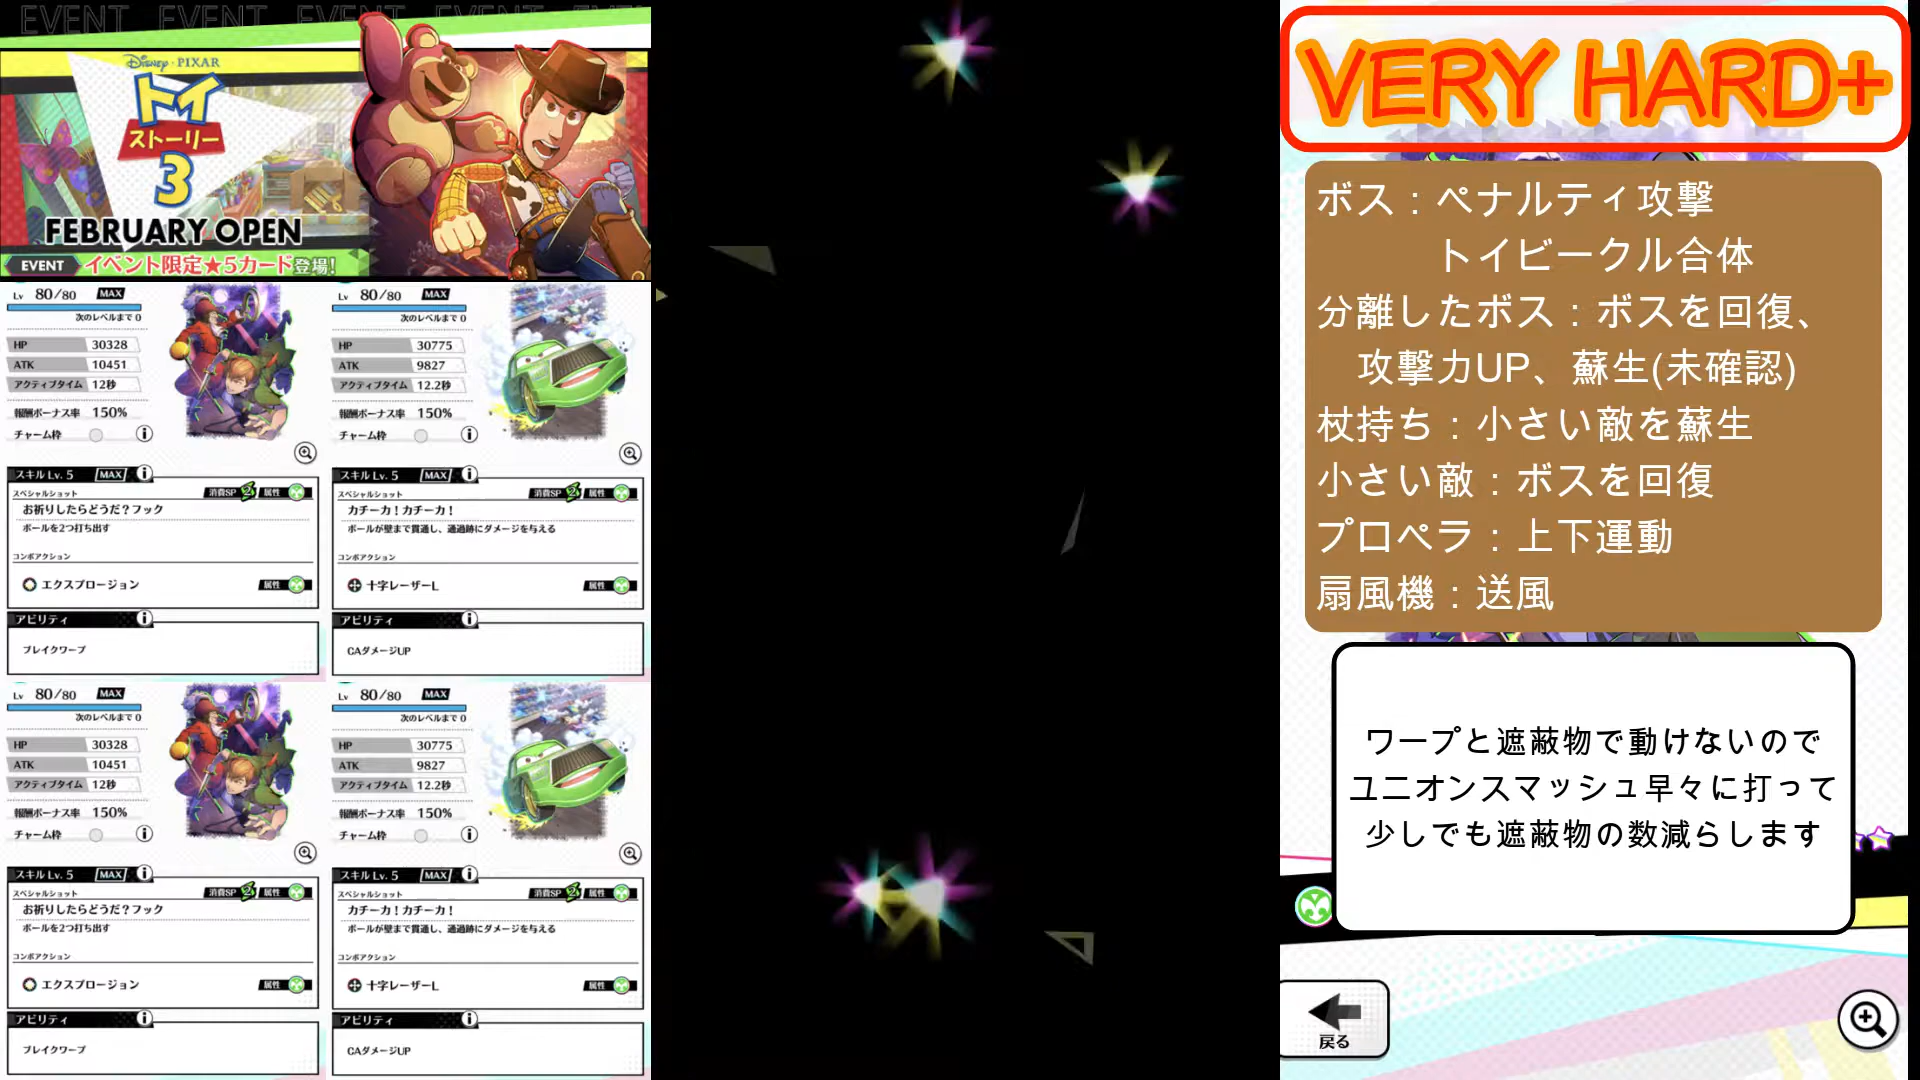 EVENT EVENT EVENT EVENT EVENT
Disney・PIXAR
トイ
ストーリー
3
FEBRUARY OPEN
EVENT イベント限定★5カード登場!
Lv 80/80 MAX
次のレベルまで 0
HP 30328
ATK 10451
アクティブタイム 12秒
報酬ボーナス率 150%
チャーム枠
スキル Lv. 5 MAX
スペシャルショット 消費SP 2 属性
お祈りしたらどうだ?フック
ボールを2つ打ち出す
コンボアクション
エクスプロージョン 属性
アビリティ
ブレイクワープ
Lv 80/80 MAX
次のレベルまで 0
HP 30775
ATK 9827
アクティブタイム 12.2秒
報酬ボーナス率 150%
チャーム枠
スキル Lv. 5 MAX
スペシャルショット 消費SP 2 属性
カチーカ!カチーカ!
ボールが壁まで貫通し、通過跡にダメージを与える
コンボアクション
十字レーザーL 属性
アビリティ
CAダメージUP
Lv 80/80 MAX
次のレベルまで 0
HP 30328
ATK 10451
アクティブタイム 12秒
報酬ボーナス率 150%
チャーム枠
スキル Lv. 5 MAX
スペシャルショット 消費SP 2 属性
お祈りしたらどうだ?フック
ボールを2つ打ち出す
コンボアクション
エクスプロージョン 属性
アビリティ
ブレイクワープ
Lv 80/80 MAX
次のレベルまで 0
HP 30775
ATK 9827
アクティブタイム 12.2秒
報酬ボーナス率 150%
チャーム枠
スキル Lv. 5 MAX
スペシャルショット 消費SP 2 属性
カチーカ!カチーカ!
ボールが壁まで貫通し、通過跡にダメージを与える
コンボアクション
十字レーザーL 属性
アビリティ
CAダメージUP
VERY HARD+
ボス:ペナルティ攻撃
トイビークル合体
分離したボス:ボスを回復、
攻撃力UP、蘇生(未確認)
杖持ち:小さい敵を蘇生
小さい敵:ボスを回復
プロペラ:上下運動
扇風機:送風
ワープと遮蔽物で動けないので
ユニオンスマッシュ早々に打って
少しでも遮蔽物の数減らします
戻る